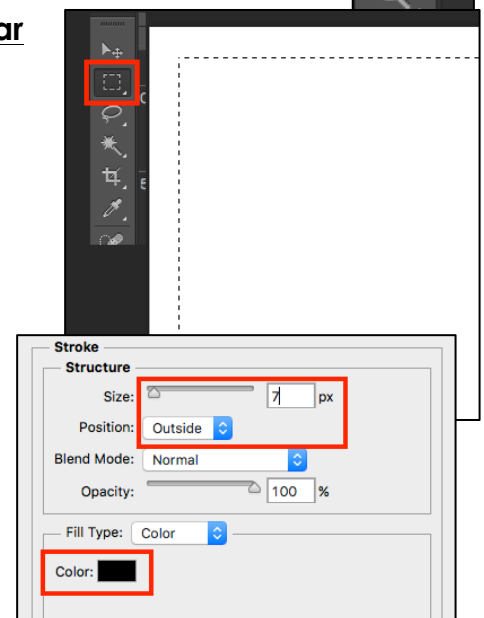 ar
Stroke
Structure
Size: 7 px
Position: Outside
Blend Mode: Normal
Opacity: 100 %
Fill Type: Color
Color: